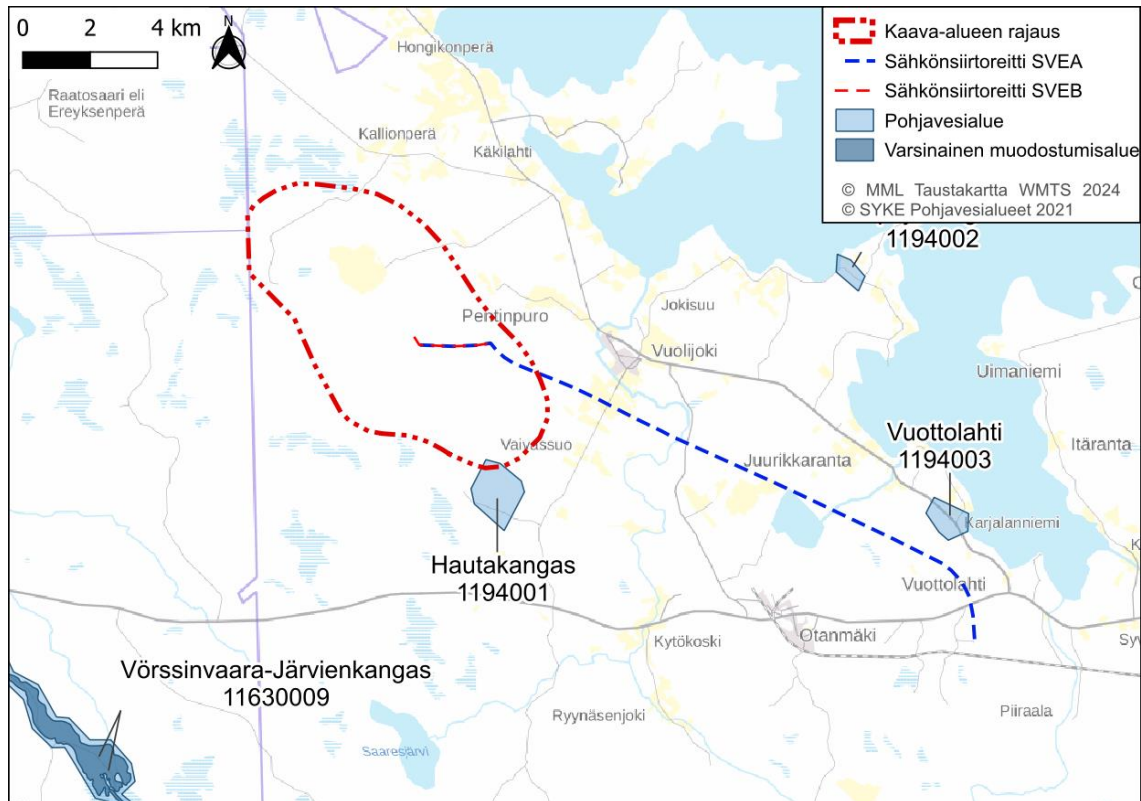 0 2 4 km
N
Hongikonperä
Raatosaari eli
Ereyksenperä
Kallionperä
Käkilahti
Kaava-alueen rajaus
Sähkönsiirtoreitti SVEA
Sähkönsiirtoreitti SVEB
Pohjavesialue
Varsinainen muodostumisalue
© MML Taustakartta WMTS 2024
© SYKE Pohjavesialueet 2021
1194002
Jokisuu
Pentinpuro
Vuolijoki
Uimaniemi
Vaivassuo
Juurikkaranta
Vuottolahti
1194003
Itäranta
Karjalanniemi
Hautakangas
1194001
Vuottolahti
Kytökoski
Otanmäki
Vörssinvaara-Järvienkangas
11630009
Ryynäsenjoki
Piiraala
Saaresjärvi